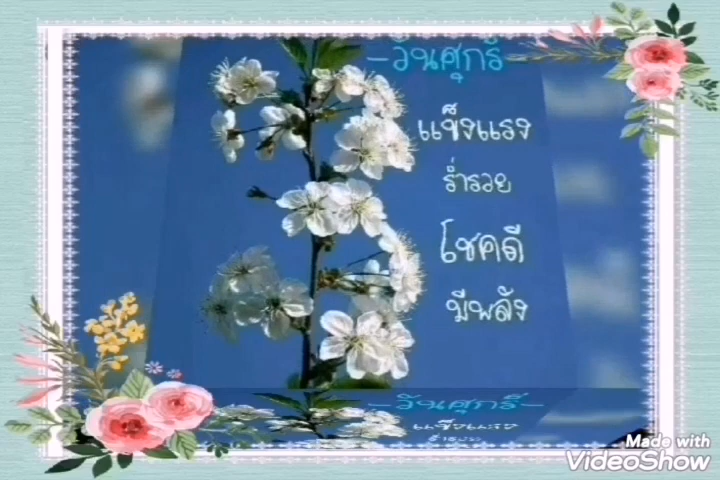 -วันศุกร์-
แข็งแรง
ร่ำรวย
โชคดี
มีพลัง
-วันศุกร์-
แข็งแรง
Made with
VideoShow